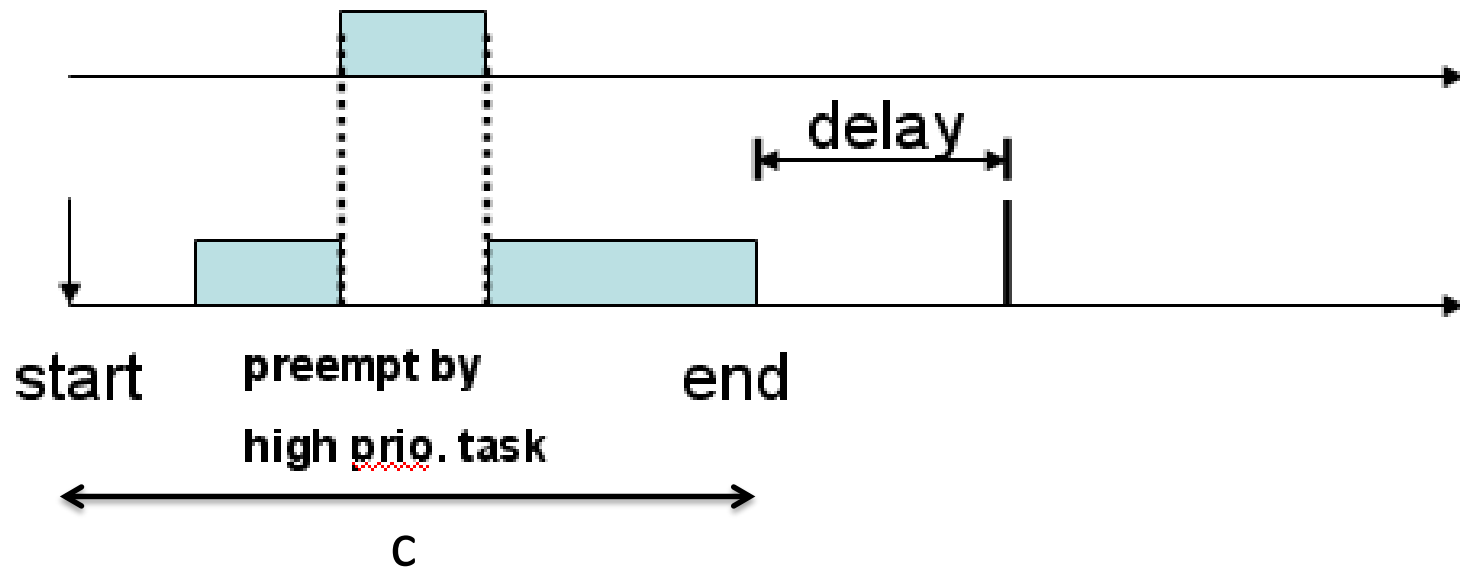 delay
start
preempt by
end
high prio. task
c